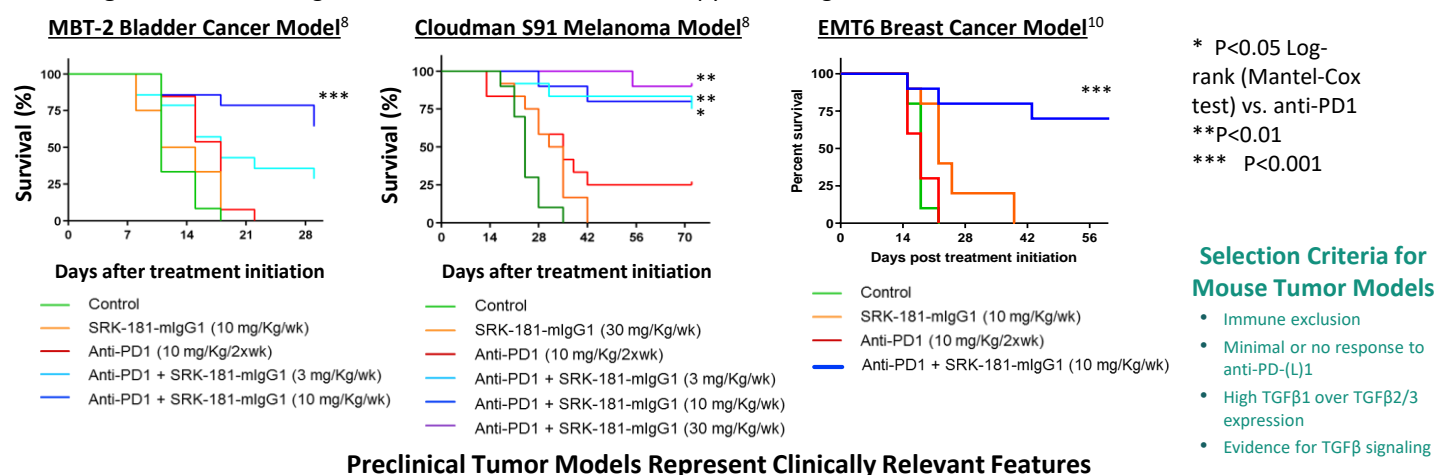 MBT-2 Bladder Cancer Model8
Survival (%)
100
75
50
25
0
0 7 14 21 28
***
Days after treatment initiation
Control
SRK-181-mIgG1 (10 mg/Kg/wk)
Anti-PD1 (10 mg/Kg/2xwk)
Anti-PD1 + SRK-181-mIgG1 (3 mg/Kg/wk)
Anti-PD1 + SRK-181-mIgG1 (10 mg/Kg/wk)
Cloudman S91 Melanoma Model8
Survival (%)
100
75
50
25
0
0 14 28 42 56 70
**
**
*
Days after treatment initiation
Control
SRK-181-mIgG1 (30 mg/Kg/wk)
Anti-PD1 (10 mg/Kg/2xwk)
Anti-PD1 + SRK-181-mIgG1 (3 mg/Kg/wk)
Anti-PD1 + SRK-181-mIgG1 (10 mg/Kg/wk)
Anti-PD1 + SRK-181-mIgG1 (30 mg/Kg/wk)
EMT6 Breast Cancer Model10
Percent survival
100
75
50
25
0
0 14 28 42 56
***
Days post treatment initiation
Control
SRK-181-mIgG1 (10 mg/Kg/wk)
Anti-PD1 (10 mg/Kg/2xwk)
Anti-PD1 + SRK-181-mIgG1 (10 mg/Kg/wk)
* P<0.05 Log-
rank (Mantel-Cox
test) vs. anti-PD1
**P<0.01
*** P<0.001
Selection Criteria for
Mouse Tumor Models
• Immune exclusion
• Minimal or no response to
anti-PD-(L)1
• High TGFβ1 over TGFβ2/3
expression
• Evidence for TGFβ signaling
Preclinical Tumor Models Represent Clinically Relevant Features